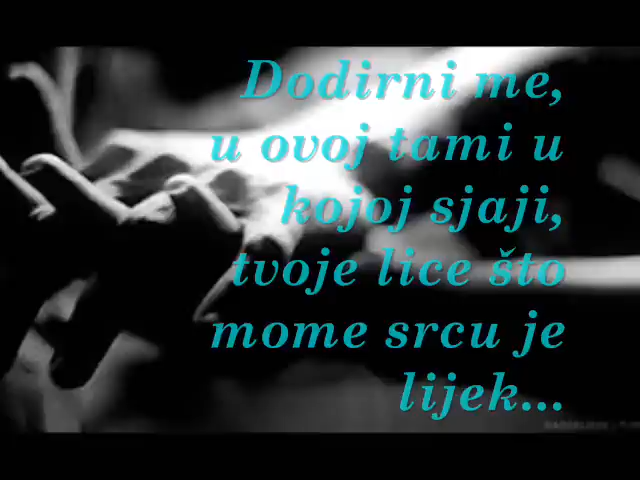 Dodirni me,
u ovoj tami u
kojoj sjaji,
tvoje lice što
mome srcu je
lijek...